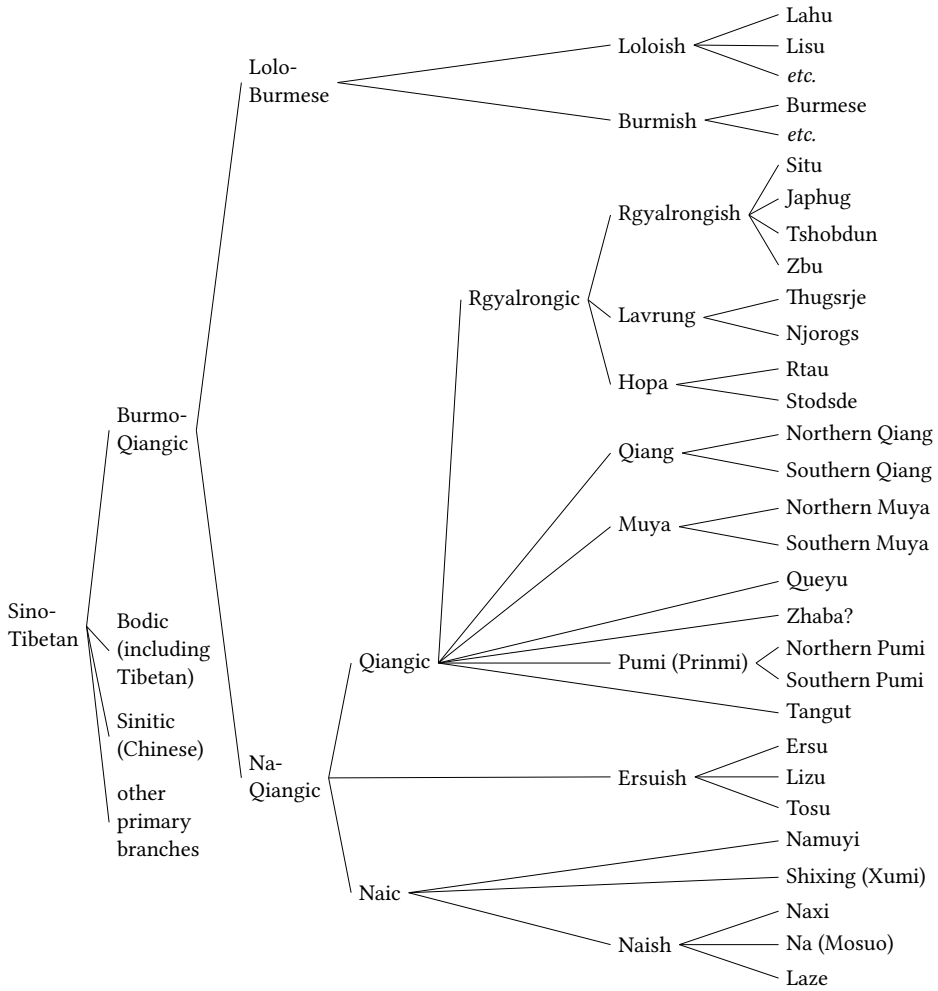 Lahu
Loloish
Lisu
Lolo-
Burmese
etc.
Burmese
Burmish
etc.
Situ
Japhug
Rgyalrongish
Tshobdun
Zbu
Rgyalrongic
Thugsrje
Lavrung
Njorogs
Rtau
Hopa
Stodsde
Burmo-
Qiangic
Northern Qiang
Qiang
Southern Qiang
Northern Muya
Muya
Southern Muya
Queyu
Sino-
Tibetan
Bodic
(including
Tibetan)
Zhaba?
Northern Pumi
Qiangic
Pumi (Prinmi)
Southern Pumi
Tangut
Sinitic
(Chinese)
Ersu
Na-
Qiangic
Ersuish
Lizu
Tosu
other
primary
branches
Namuyi
Shixing (Xumi)
Naic
Naxi
Naish
Na (Mosuo)
Laze